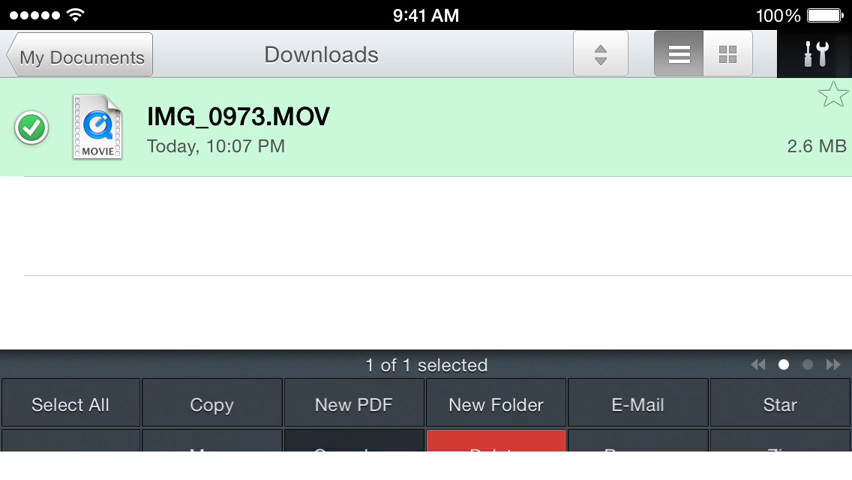 9:41 AM 100%
My Documents Downloads
IMG_0973.MOV
MOVIE
Today, 10:07 PM 2.6 MB
1 of 1 selected
Select All Copy New PDF New Folder E-Mail Star